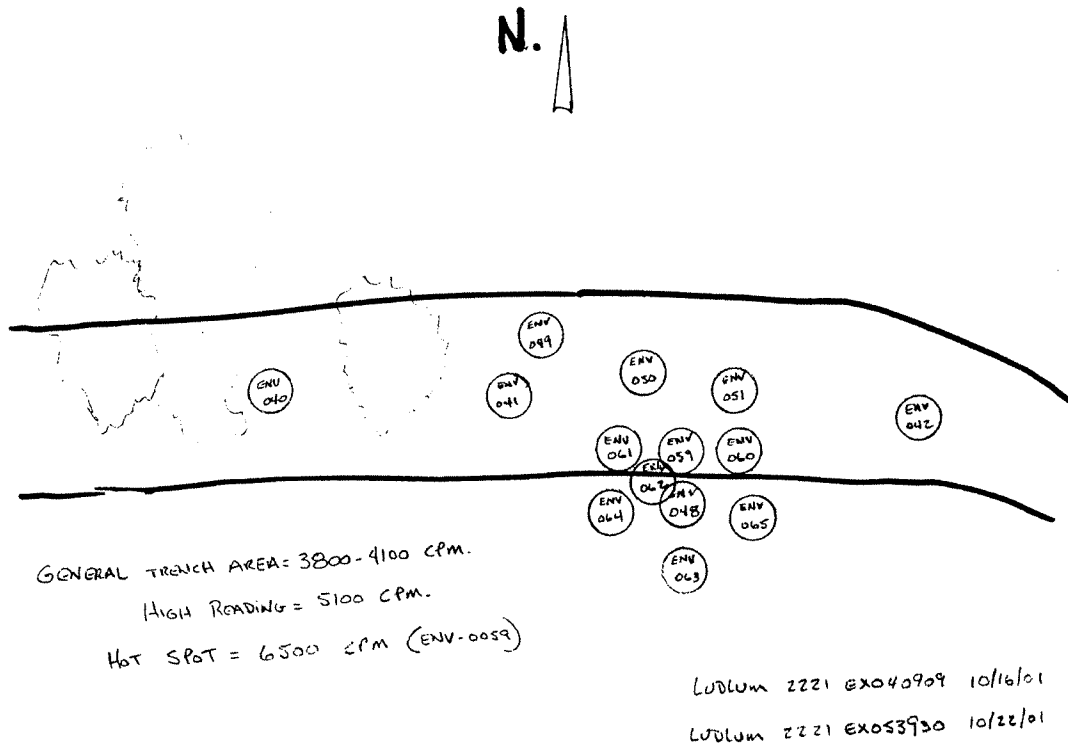 N.
ENV
049
ENV
050
ENV
051
ENV
040
ENV
041
ENV
042
ENV
061
ENV
059
ENV
060
ENV
062
ENV
048
ENV
064
ENV
065
ENV
063
GENERAL TRENCH AREA = 3800-4100 CPM.
HIGH READING = 5100 CPM.
HOT SPOT = 6500 CPM (ENV-0059)
LUDLUM 2221 EX040909 10/16/01
LUDLUM 2221 EX053930 10/22/01